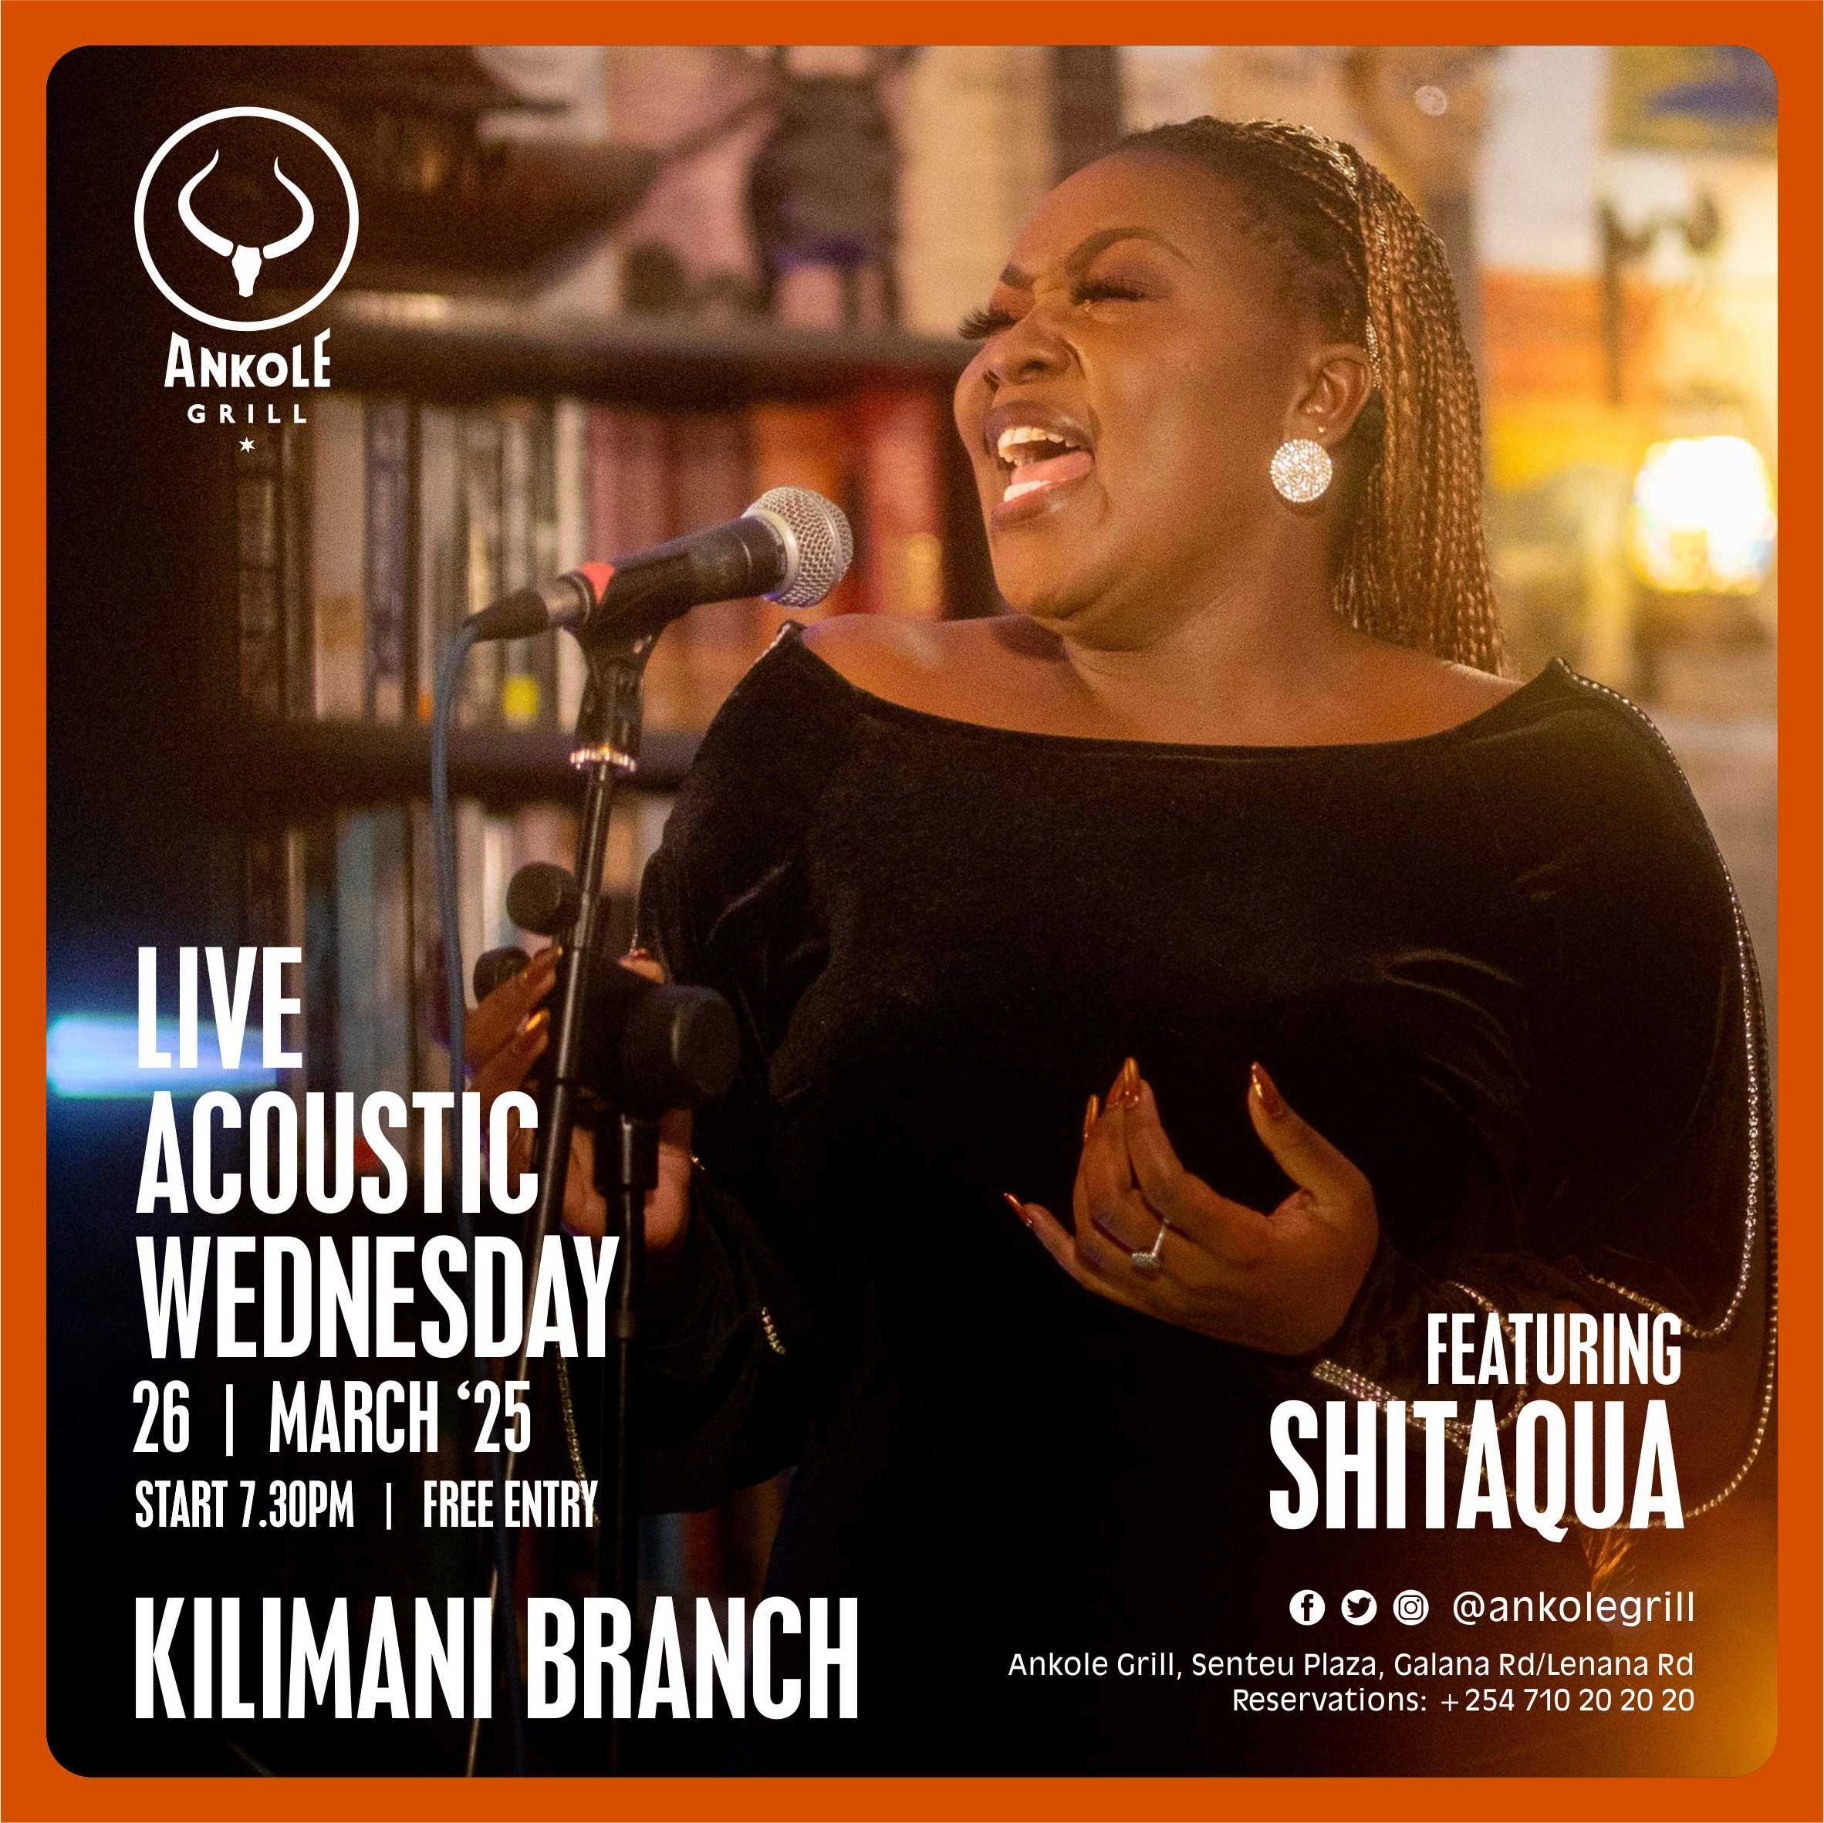 ANKOLE
GRILL
LIVE
ACOUSTIC
WEDNESDAY
26 | MARCH ‘25
START 7.30PM | FREE ENTRY
KILIMANI BRANCH
FEATURING
SHITAQUA
@ankolegrill
Ankole Grill, Senteu Plaza, Galana Rd/Lenana Rd
Reservations: +254 710 20 20 20